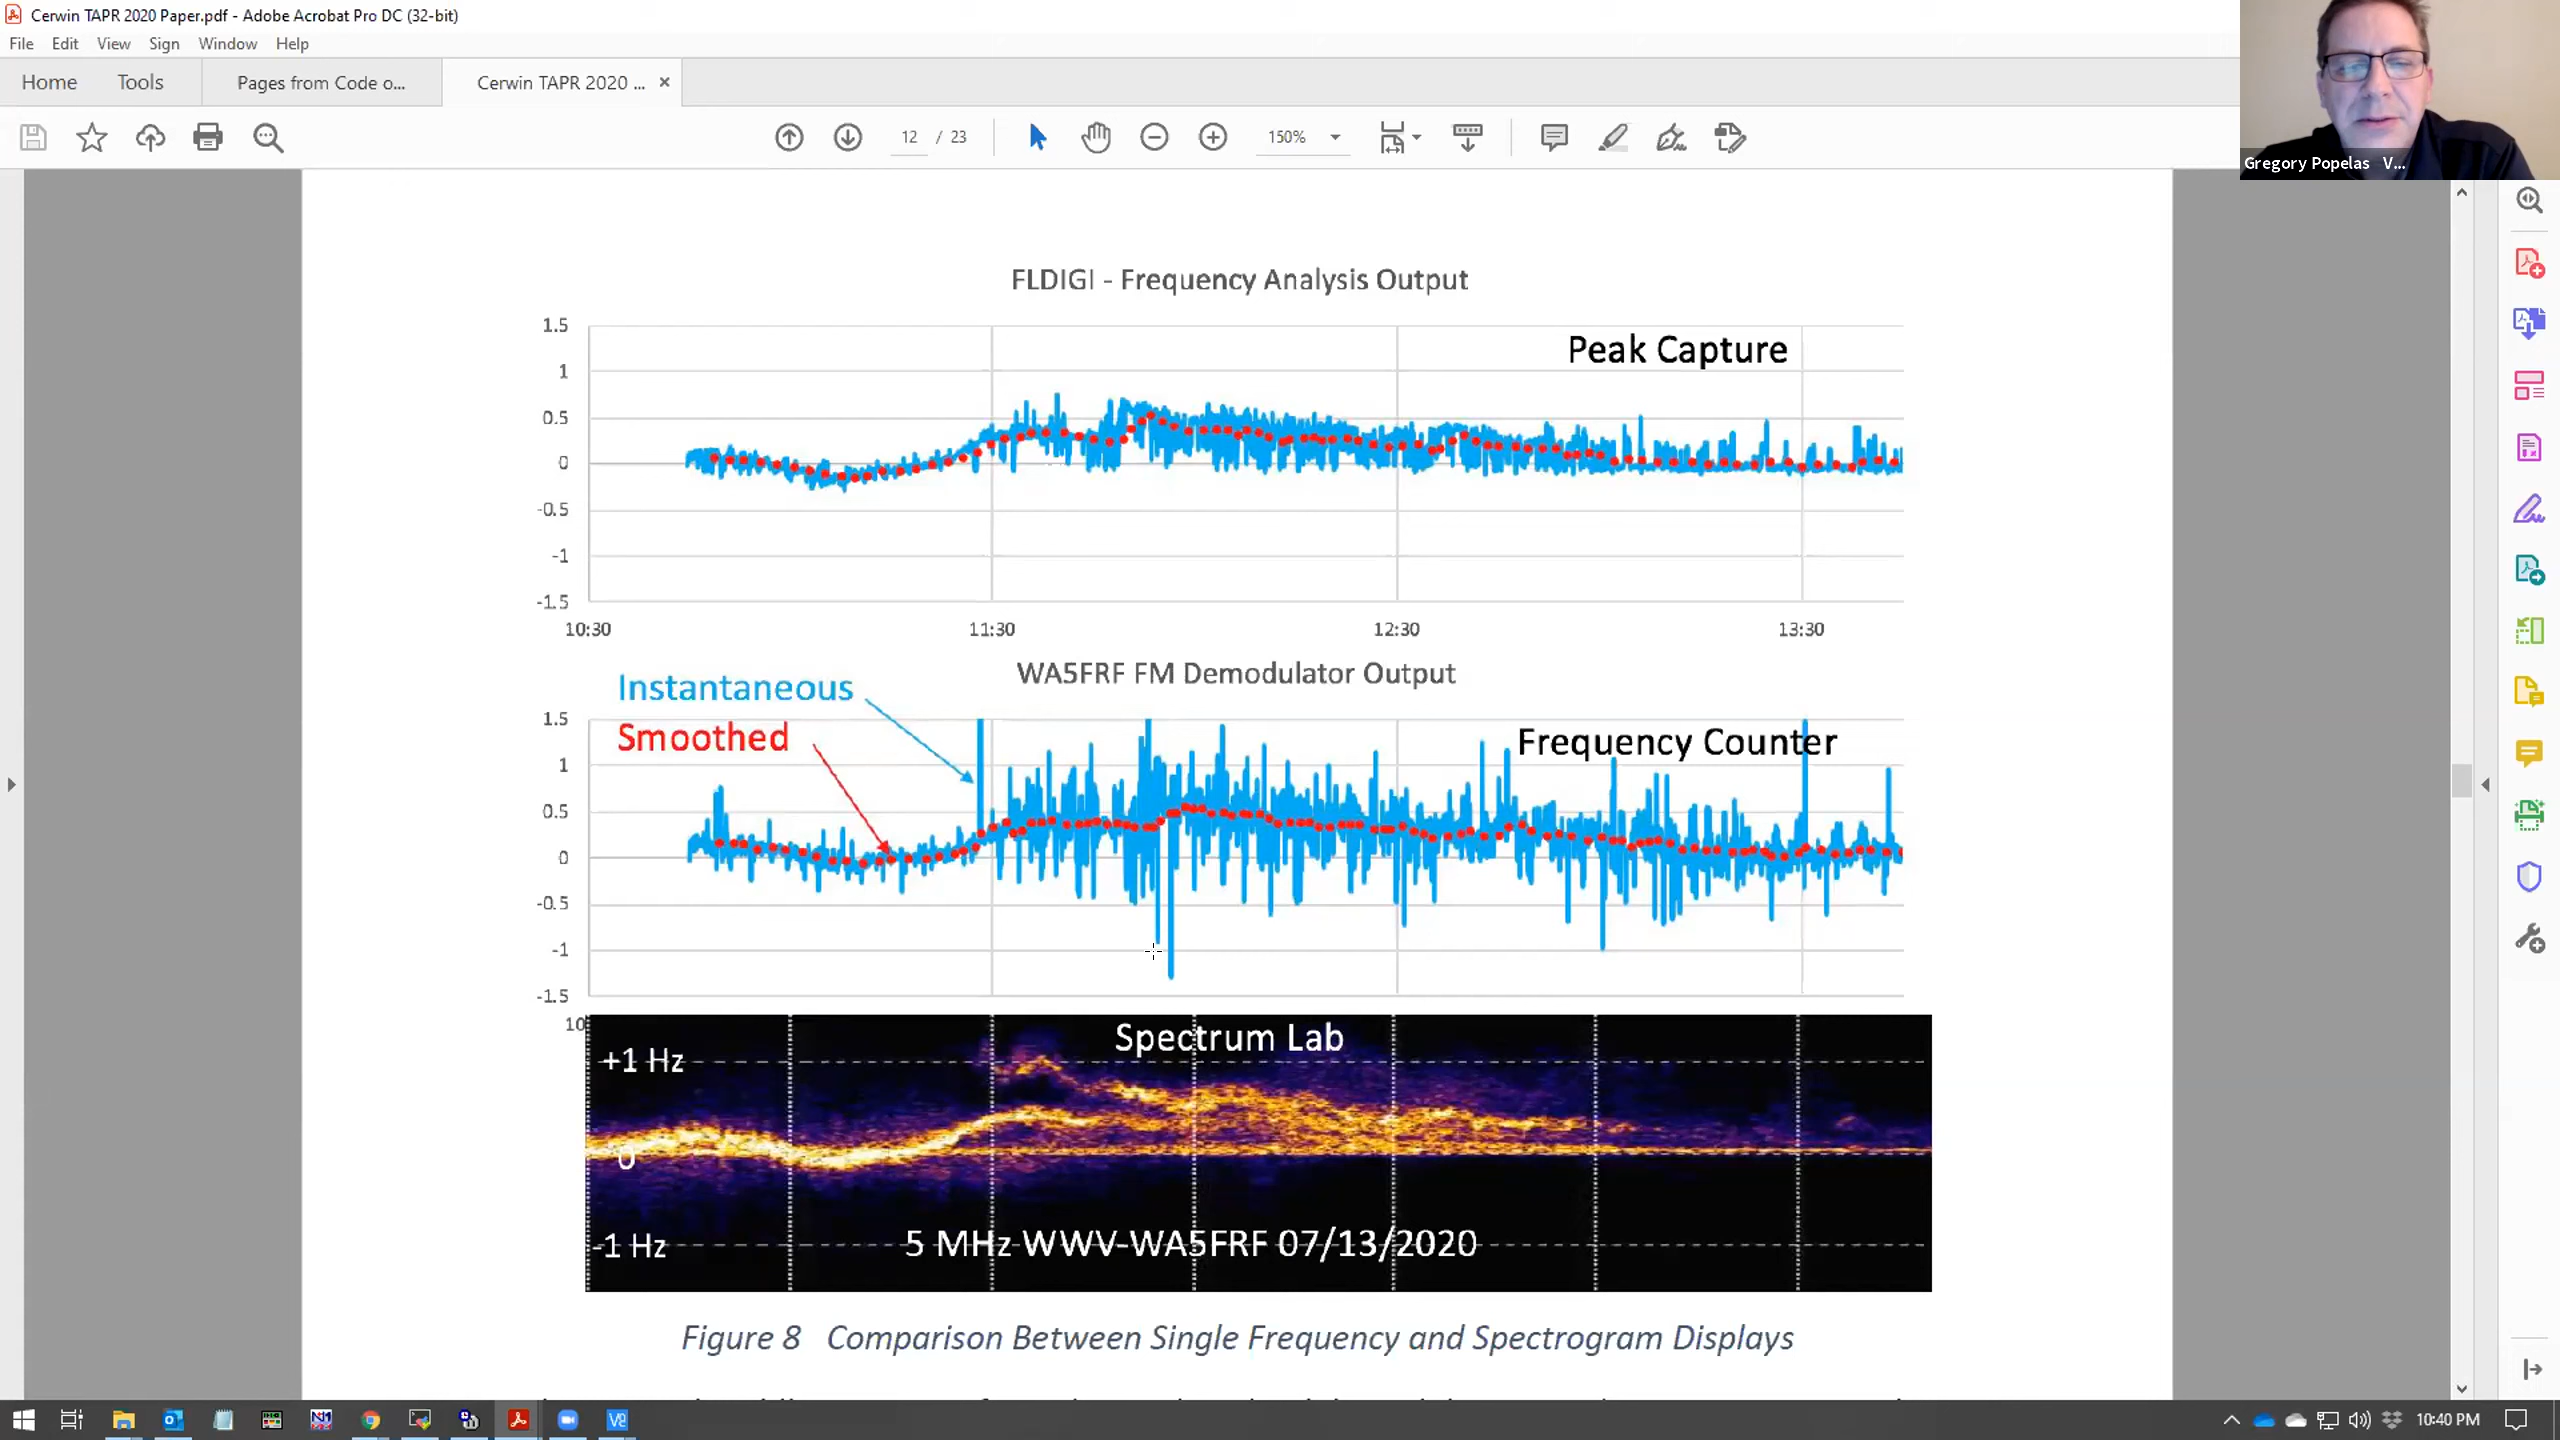 Cerwin TAPR 2020 Paper.pdf - Adobe Acrobat Pro DC (32-bit)
File Edit View Sign Window Help
Home Tools Pages from Code o... Cerwin TAPR 2020 ... ×
12 / 23 150%
Gregory Popelas V...
FLDIGI - Frequency Analysis Output
Peak Capture
1.5
1
0.5
0
-0.5
-1
-1.5
10:30 11:30 12:30 13:30
WA5FRF FM Demodulator Output
Instantaneous
Smoothed
Frequency Counter
1.5
1
0.5
0
-0.5
-1
-1.5
10
Spectrum Lab
+1 Hz
0
-1 Hz
5 MHz WWV-WA5FRF 07/13/2020
Figure 8 Comparison Between Single Frequency and Spectrogram Displays
10:40 PM